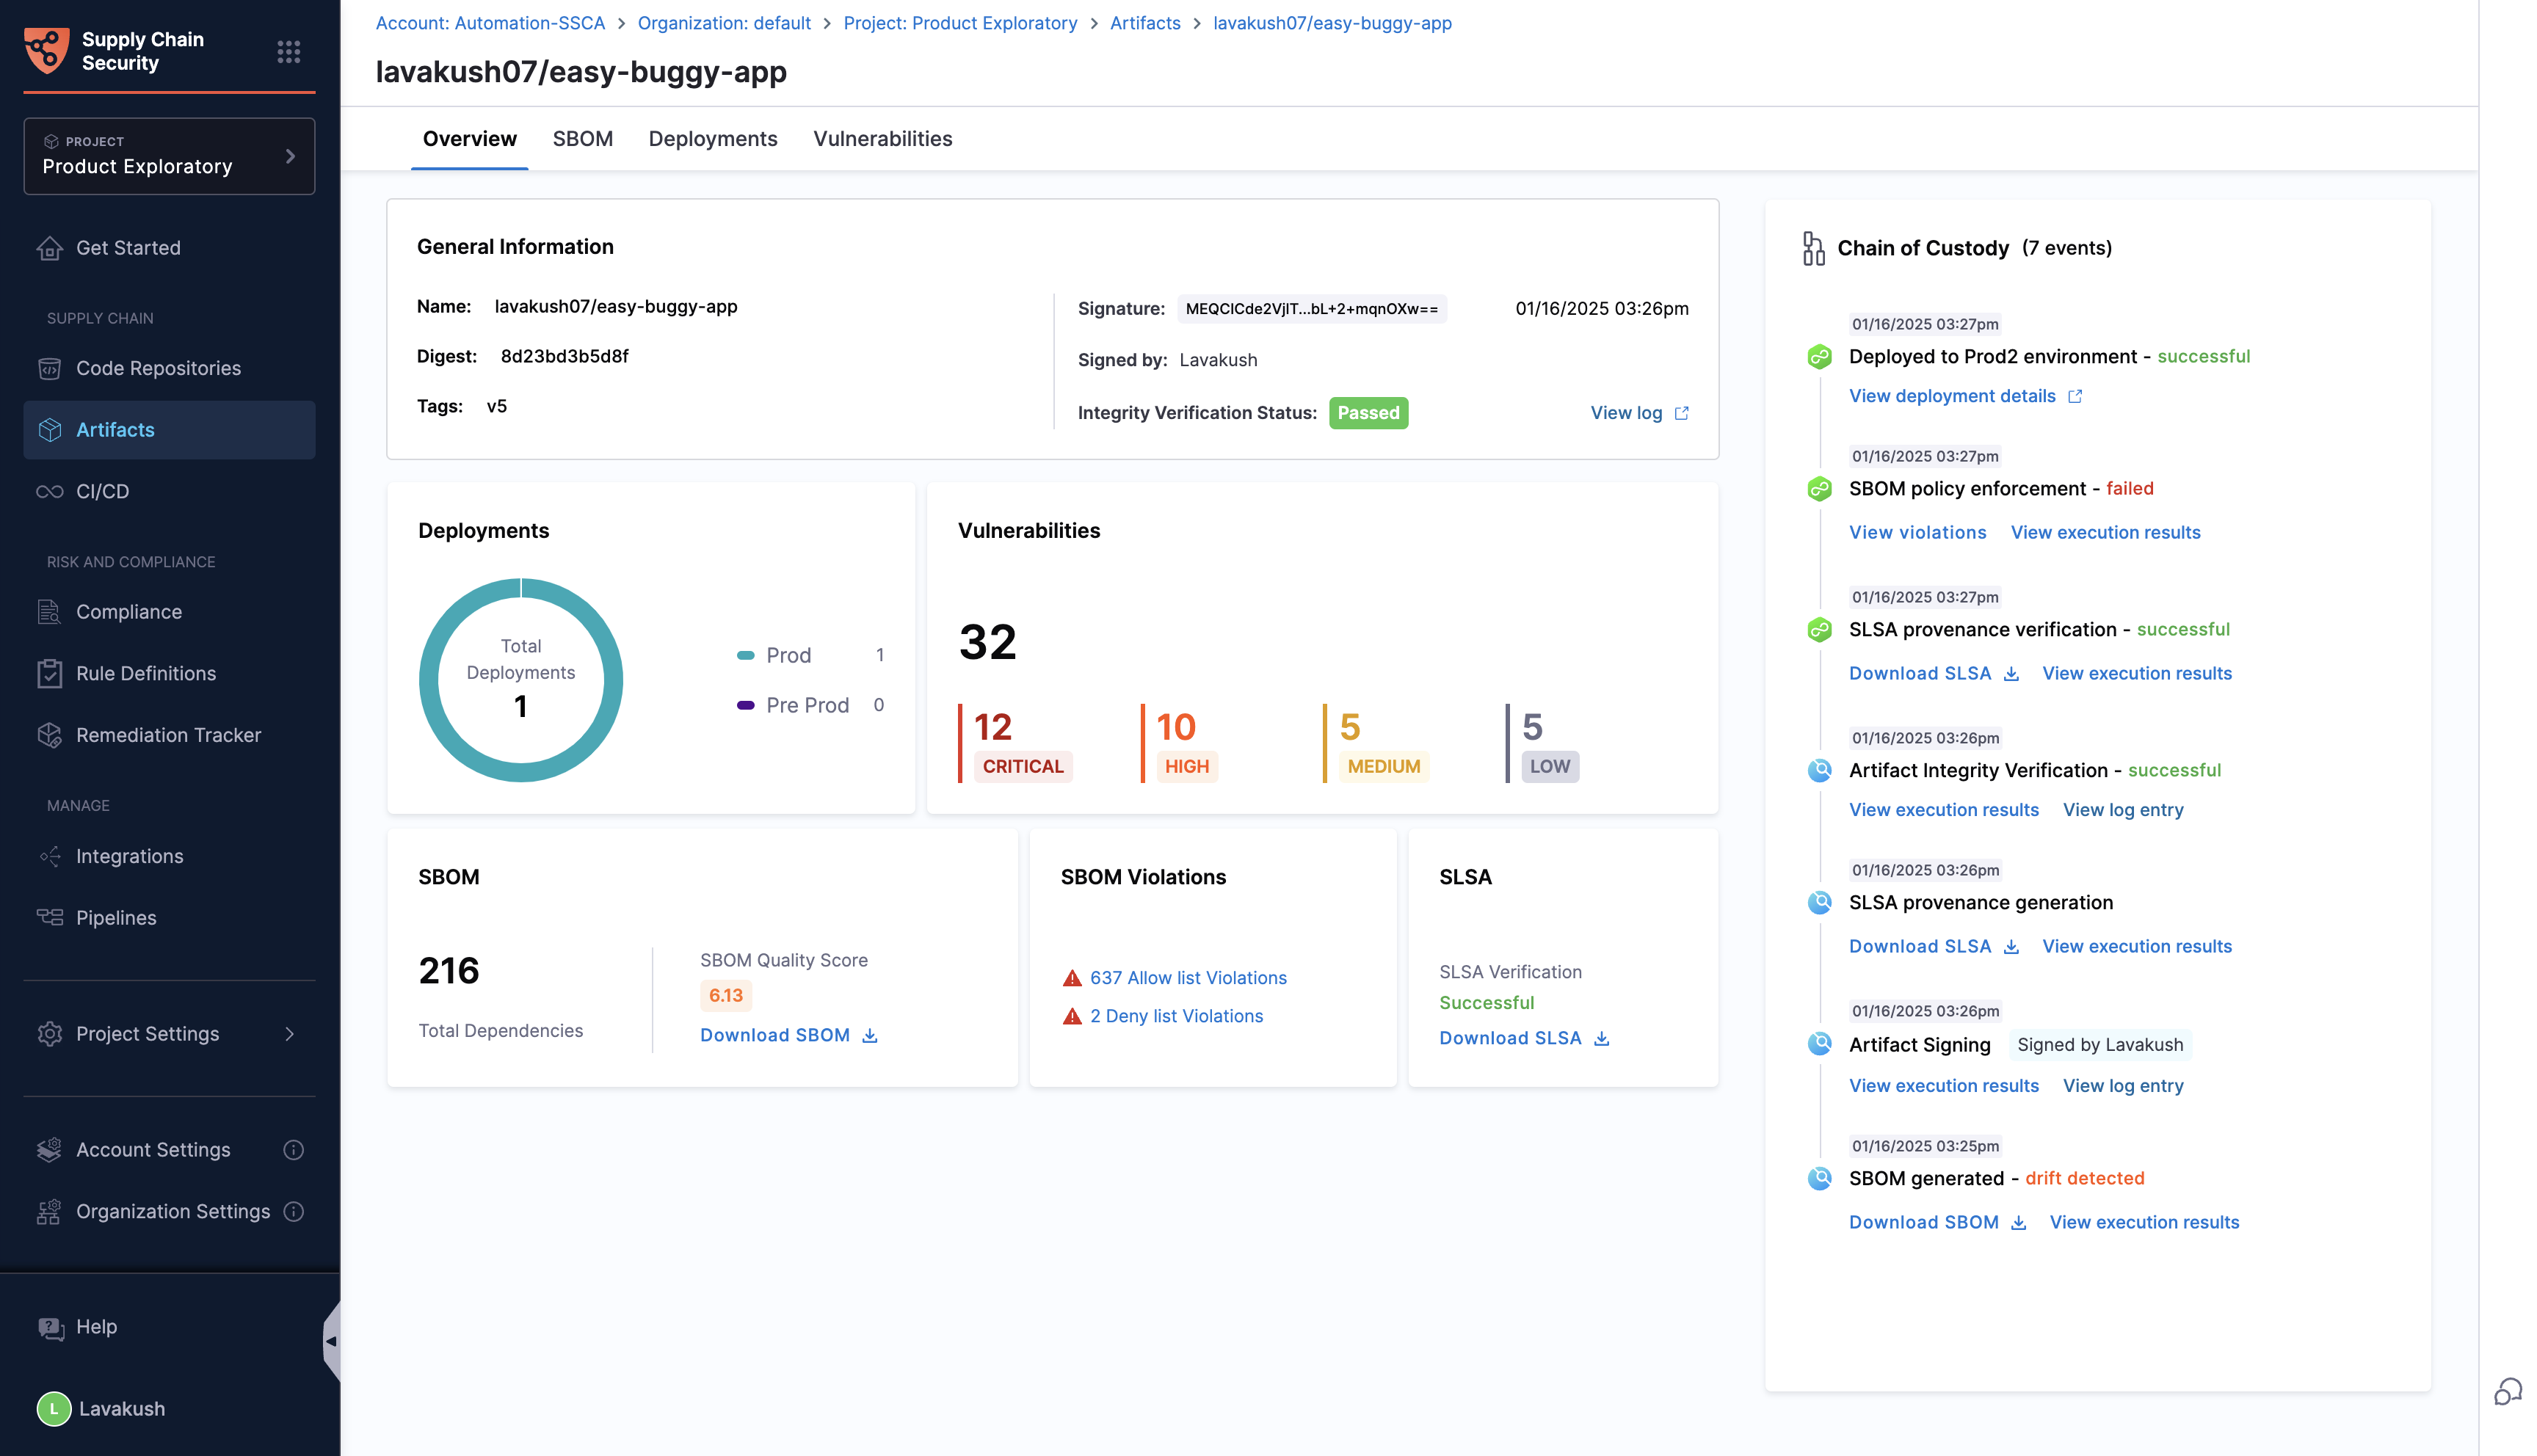 Supply Chain
Security
PROJECT
Product Exploratory
Get Started
SUPPLY CHAIN
Code Repositories
Artifacts
CI/CD
RISK AND COMPLIANCE
Compliance
Rule Definitions
Remediation Tracker
MANAGE
Integrations
Pipelines
Project Settings
Account Settings
Organization Settings
Help
L
Lavakush
Account: Automation-SSCA > Organization: default > Project: Product Exploratory > Artifacts > lavakush07/easy-buggy-app
lavakush07/easy-buggy-app
Overview SBOM Deployments Vulnerabilities
General Information
Name: lavakush07/easy-buggy-app
Digest: 8d23bd3b5d8f
Tags: v5
Signature: MEQCICde2VjIT...bL+2+mqnOXw== 01/16/2025 03:26pm
Signed by: Lavakush
Integrity Verification Status: Passed View log
Deployments
Total
Deployments
1
Prod 1
Pre Prod 0
Vulnerabilities
32
12 10 5 5
CRITICAL HIGH MEDIUM LOW
SBOM
216
Total Dependencies
SBOM Quality Score
6.13
Download SBOM
SBOM Violations
637 Allow list Violations
2 Deny list Violations
SLSA
SLSA Verification
Successful
Download SLSA
Chain of Custody (7 events)
01/16/2025 03:27pm
Deployed to Prod2 environment - successful
View deployment details
01/16/2025 03:27pm
SBOM policy enforcement - failed
View violations View execution results
01/16/2025 03:27pm
SLSA provenance verification - successful
Download SLSA View execution results
01/16/2025 03:26pm
Artifact Integrity Verification - successful
View execution results View log entry
01/16/2025 03:26pm
SLSA provenance generation
Download SLSA View execution results
01/16/2025 03:26pm
Artifact Signing Signed by Lavakush
View execution results View log entry
01/16/2025 03:25pm
SBOM generated - drift detected
Download SBOM View execution results